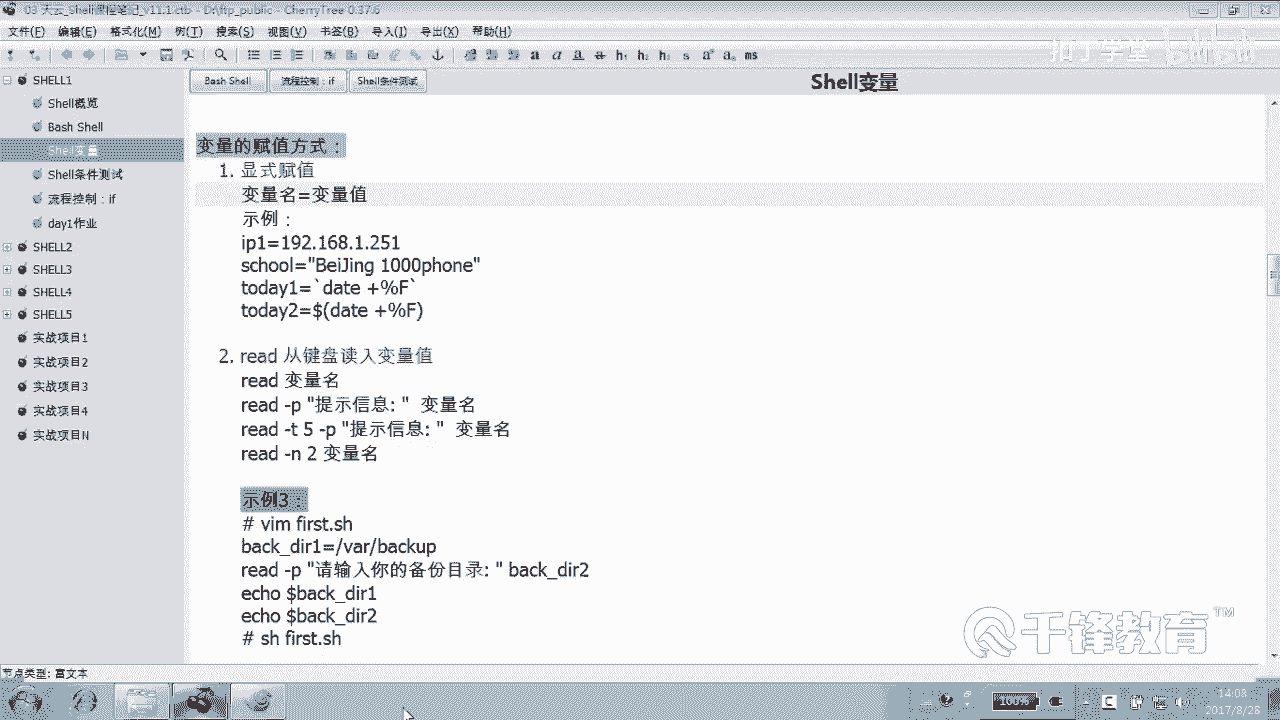 03 天云_Shell课程笔记_v11.1.ctb - D:\ftp_public - CherryTree 0.37.6
文件(F) 编辑(E) 格式化(M) 树(T) 搜索(S) 视图(V) 书签(B) 导入(I) 导出(X) 帮助(H)
扣丁学堂 bilibili
SHELL1
Shell概览
Bash Shell
Shell变量
Shell条件测试
流程控制：if
day1作业
SHELL2
SHELL3
SHELL4
SHELL5
实战项目1
实战项目2
实战项目3
实战项目4
实战项目N
Bash Shell 流程控制：if Shell条件测试 Shell变量
变量的赋值方式：
1. 显式赋值
变量名=变量值
示例：
ip1=192.168.1.251
school="BeiJing 1000phone"
today1=`date +%F`
today2=$(date +%F)
2. read 从键盘读入变量值
read 变量名
read -p "提示信息: " 变量名
read -t 5 -p "提示信息: " 变量名
read -n 2 变量名
示例3：
# vim first.sh
back_dir1=/var/backup
read -p "请输入你的备份目录: " back_dir2
echo $back_dir1
echo $back_dir2
# sh first.sh
千锋教育™
节点类型: 富文本
100%
14:08
2017/8/28